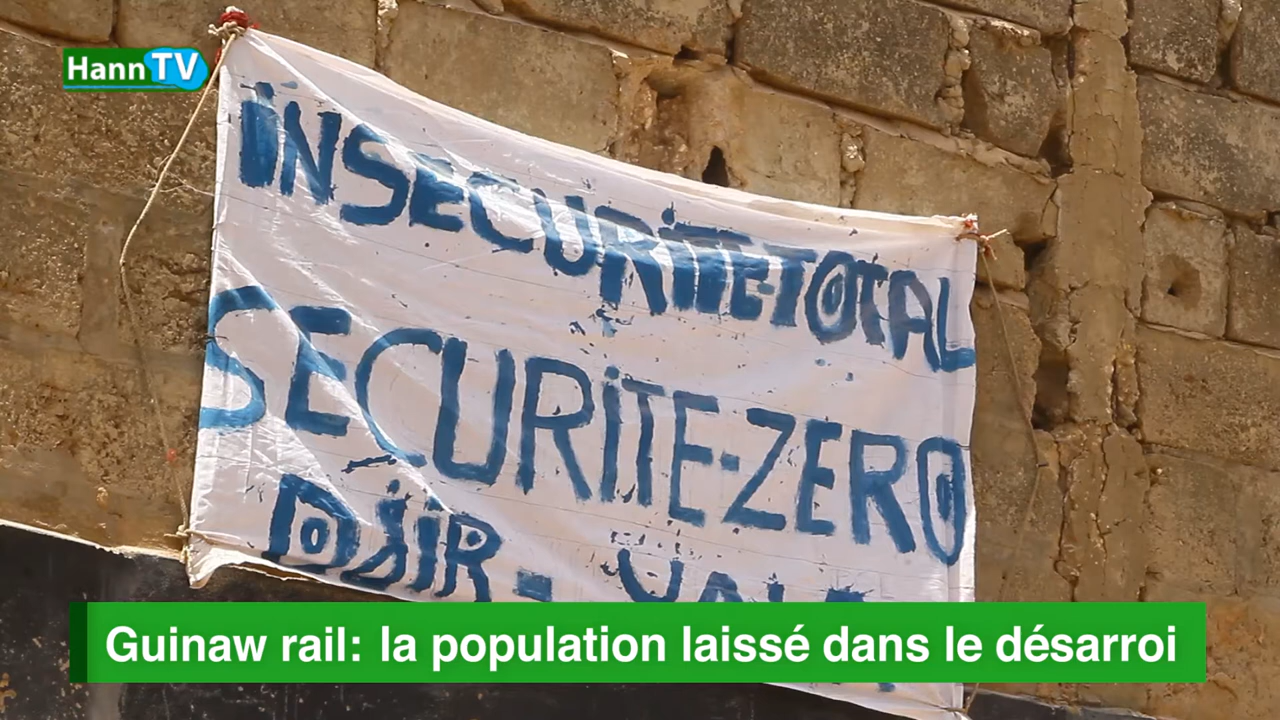 HannTV
INSECURITE TOTAL
SECURITE-ZERO
Guinaw rail: la population laissé dans le désarroi